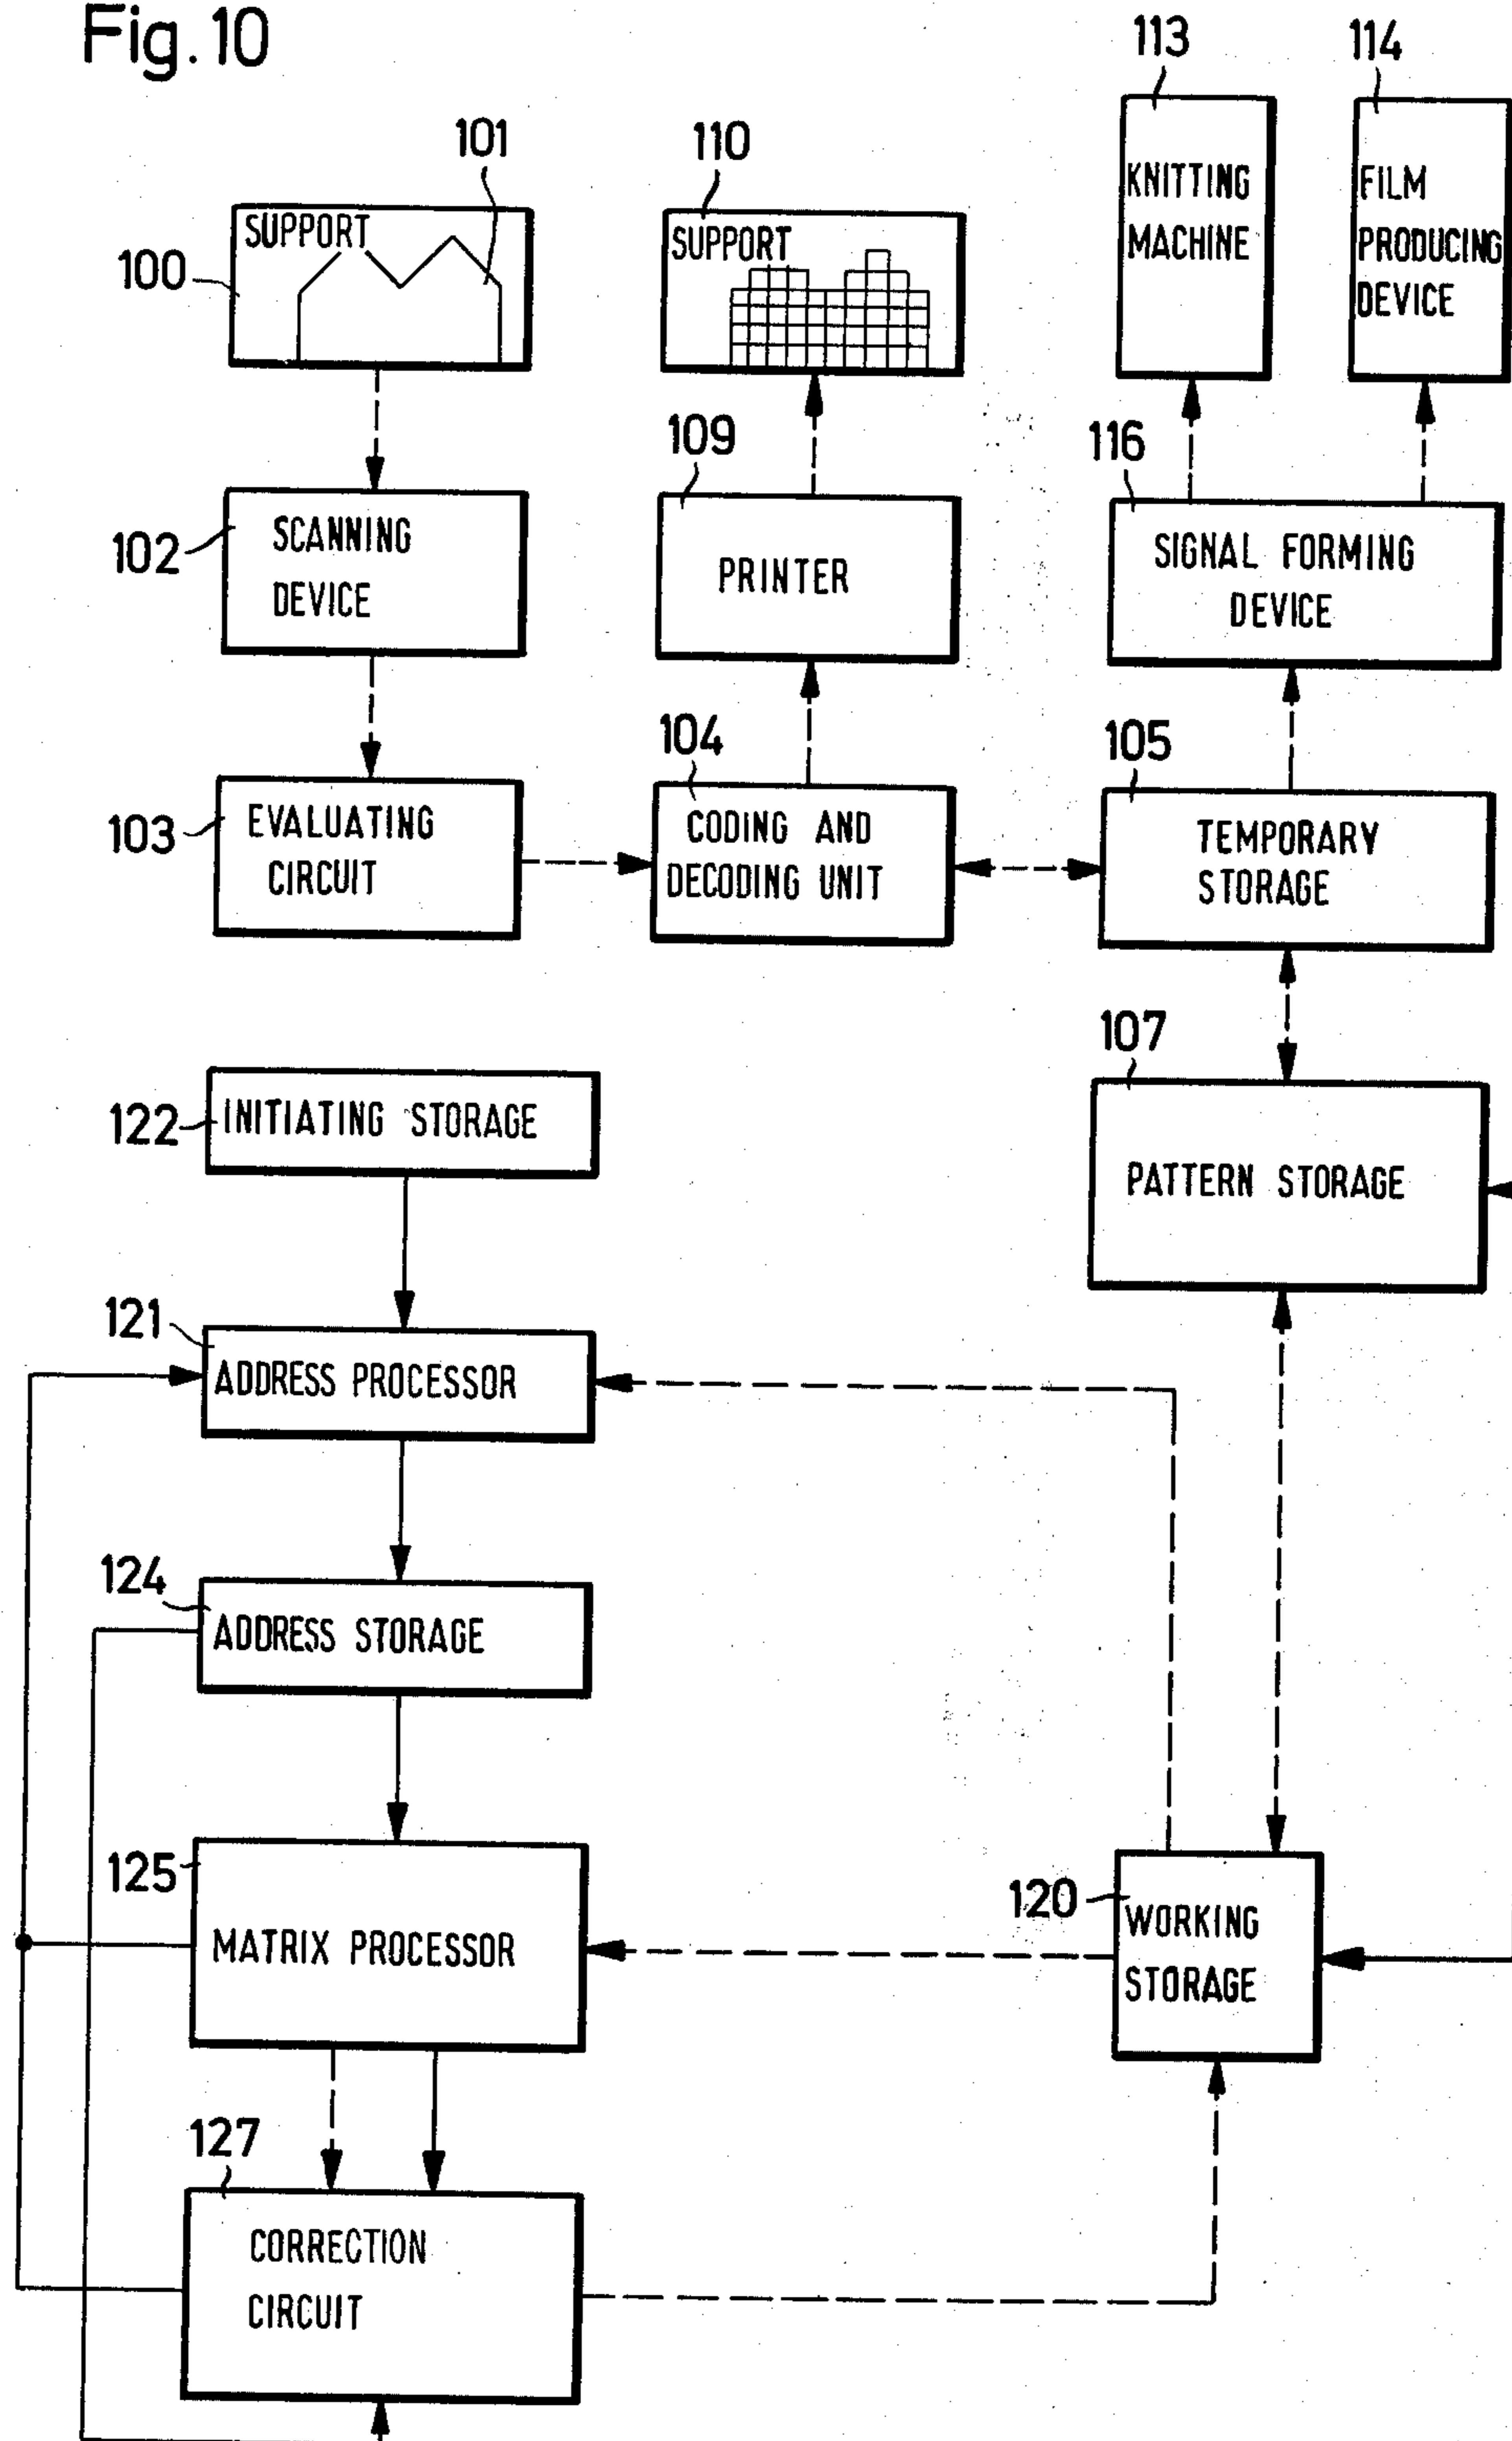 Fig. 10
113
114
101
110
KNITTING
MACHINE
FILM
PRODUCING
DEVICE
SUPPORT
100
SUPPORT
109
116
102
SCANNING
DEVICE
PRINTER
SIGNAL FORMING
DEVICE
104
105
103
EVALUATING
CIRCUIT
CODING AND
DECODING UNIT
TEMPORARY
STORAGE
107
122
INITIATING STORAGE
PATTERN STORAGE
121
ADDRESS PROCESSOR
124
ADDRESS STORAGE
125
MATRIX PROCESSOR
120
WORKING
STORAGE
127
CORRECTION
CIRCUIT